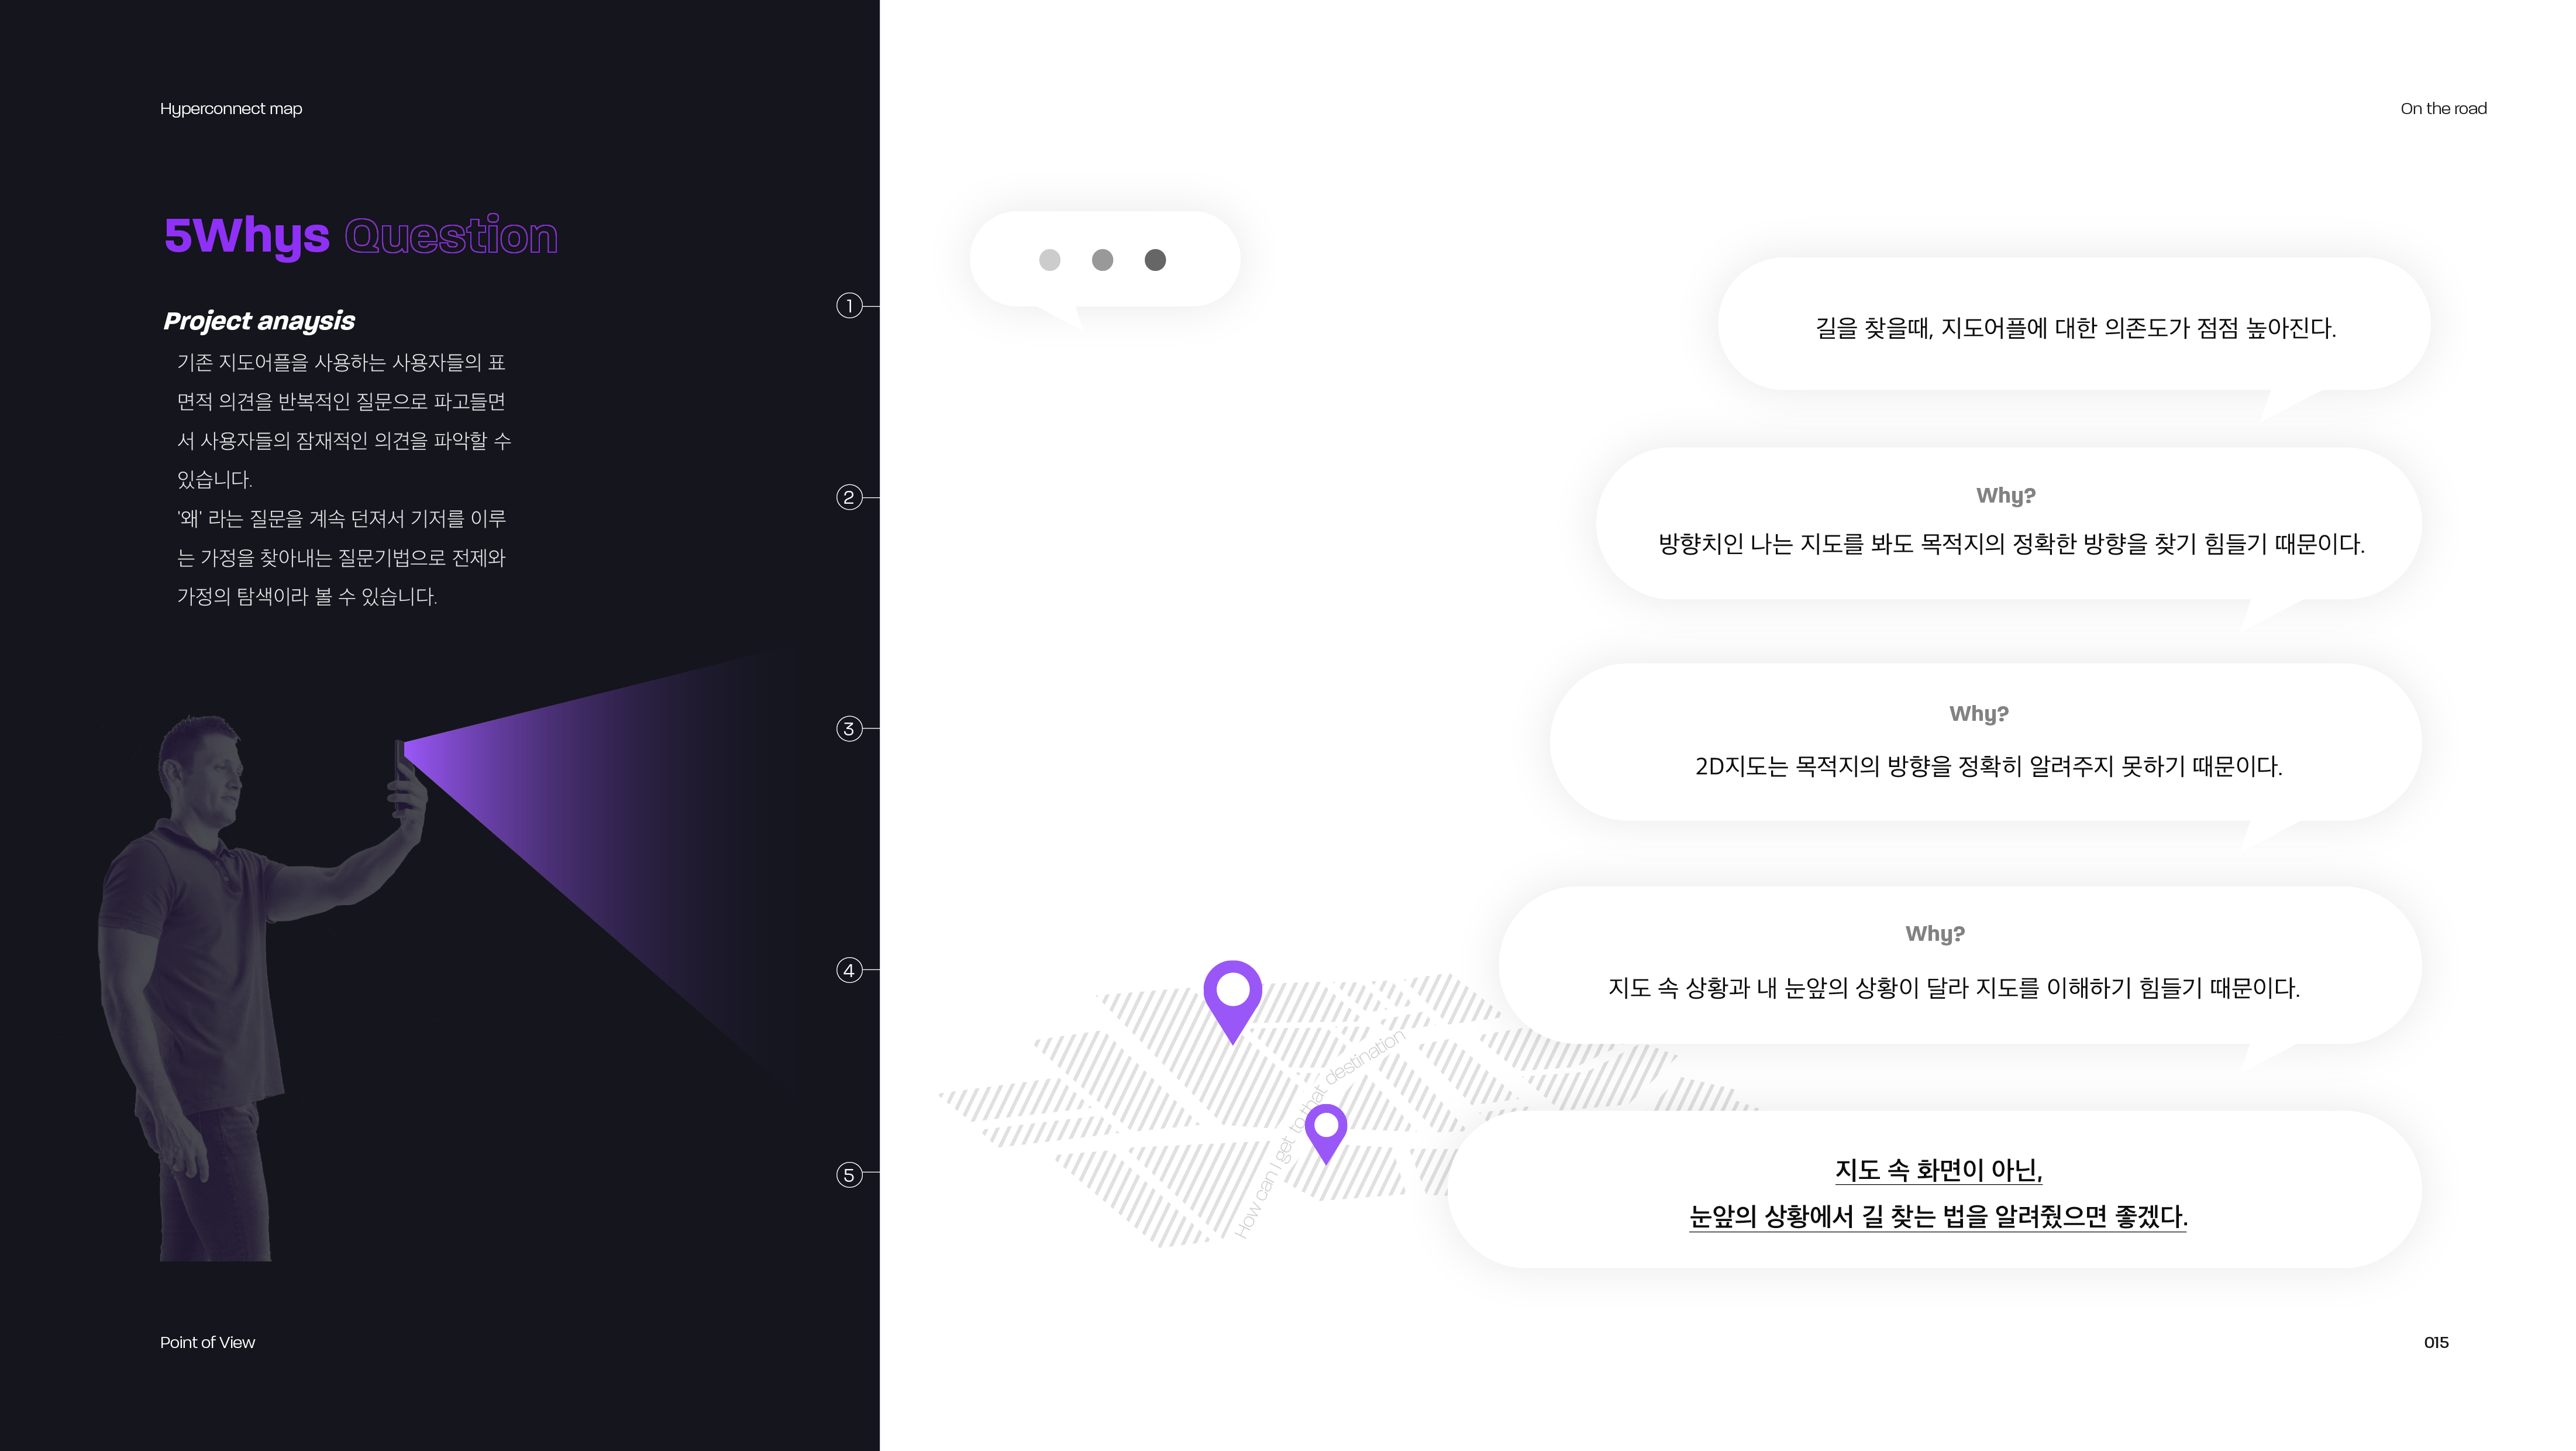 Hyperconnect map
On the road
5Whys Question
Project anaysis
기존 지도어플을 사용하는 사용자들의 표
면적 의견을 반복적인 질문으로 파고들면
서 사용자들의 잠재적인 의견을 파악할 수
있습니다.
'왜' 라는 질문을 계속 던져서 기저를 이루
는 가정을 찾아내는 질문기법으로 전제와
가정의 탐색이라 볼 수 있습니다.
1
2
3
4
5
길을 찾을때, 지도어플에 대한 의존도가 점점 높아진다.
Why?
방향치인 나는 지도를 봐도 목적지의 정확한 방향을 찾기 힘들기 때문이다.
Why?
2D지도는 목적지의 방향을 정확히 알려주지 못하기 때문이다.
Why?
지도 속 상황과 내 눈앞의 상황이 달라 지도를 이해하기 힘들기 때문이다.
How can I get to that destination
지도 속 화면이 아닌,
눈앞의 상황에서 길 찾는 법을 알려줬으면 좋겠다.
Point of View
015